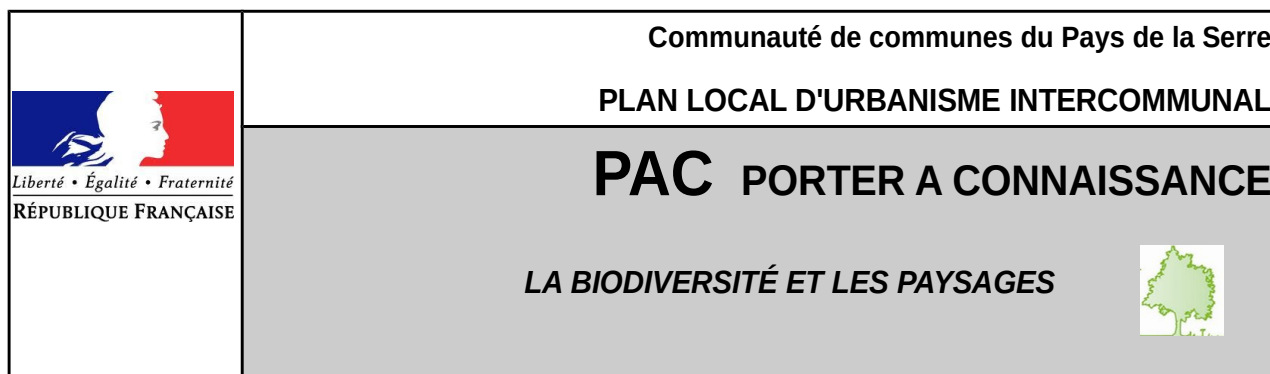 Communauté de communes du Pays de la Serre
PLAN LOCAL D'URBANISME INTERCOMMUNAL
Liberté • Égalité • Fraternité
RÉPUBLIQUE FRANÇAISE
PAC PORTER A CONNAISSANCE
LA BIODIVERSITÉ ET LES PAYSAGES